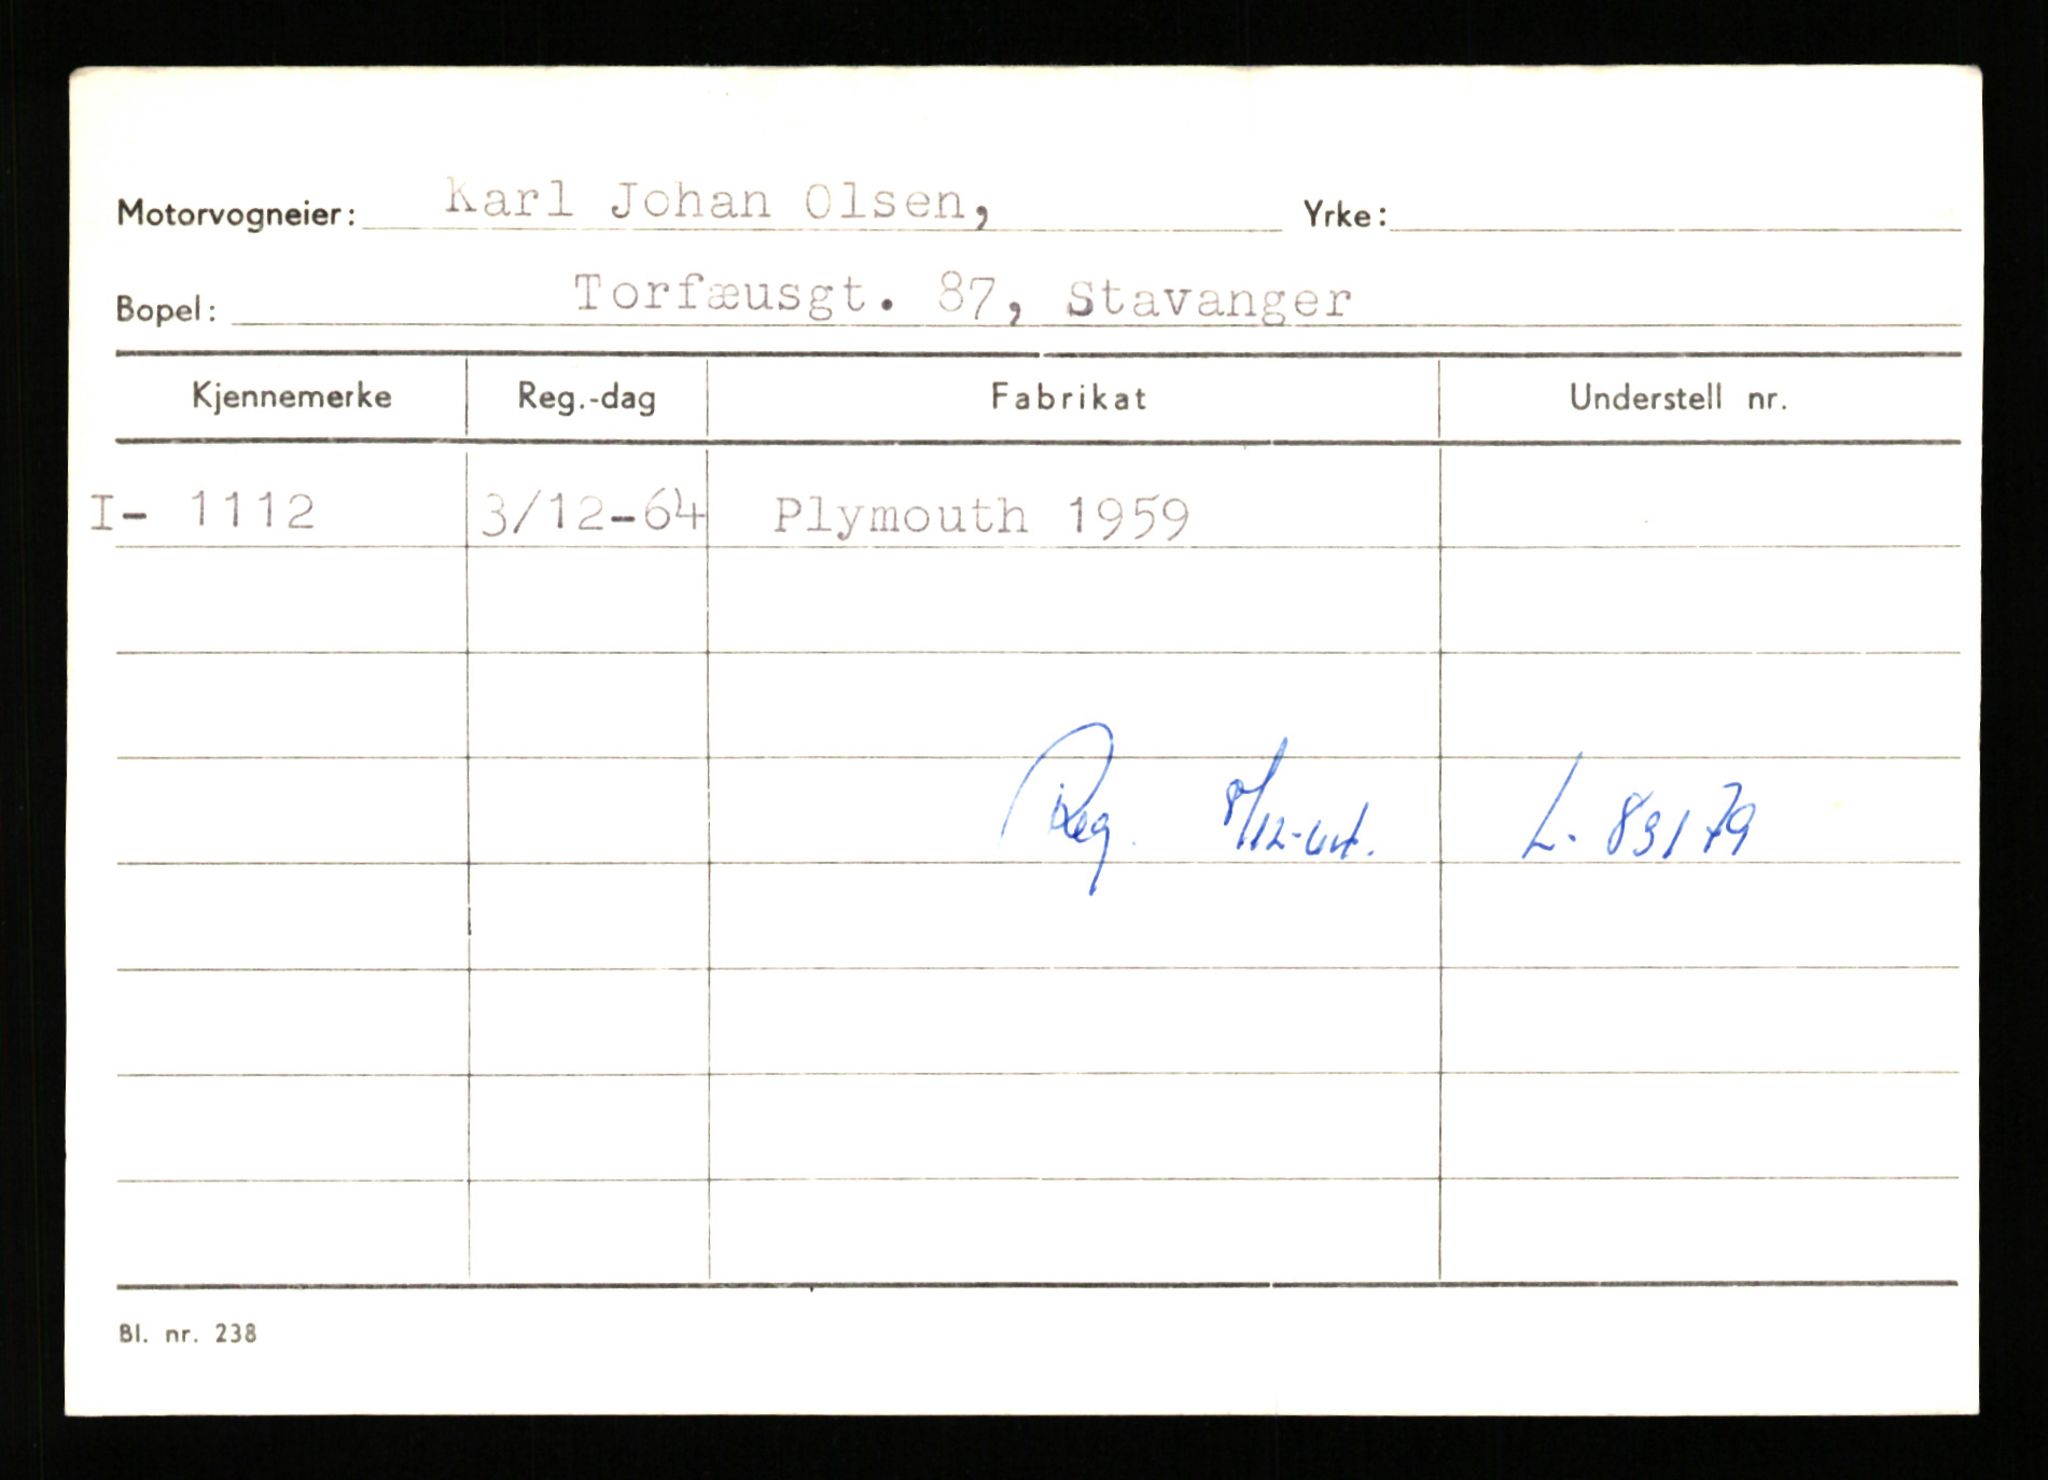 Motorvogneier: Karl Johan Olsen, Yrke:
Bopel: Torfæusgt. 87, Stavanger
Kjennemerke Reg.-dag Fabrikat Understell nr.
I- 1112 3/12-64 Plymouth 1959
Reg. 8/12-64. L. 83179
Bl. nr. 238